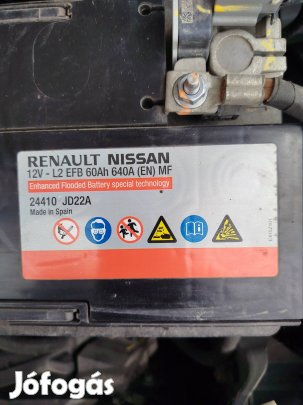 RENAULT NISSAN
12V - L2 EFB 60Ah 640A (EN) MF
Enhanced Flooded Battery special technology
24410 JD22A
Made in Spain
Jófogás